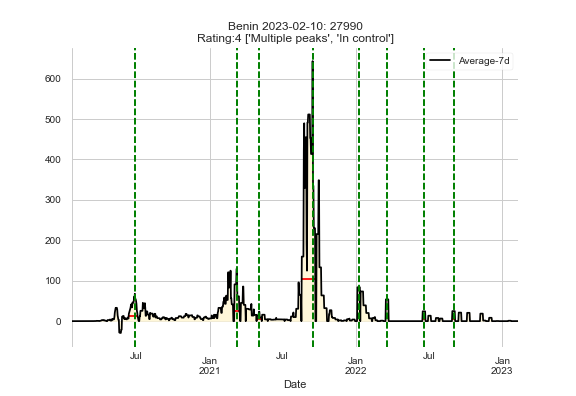 Benin 2023-02-10: 27990
Rating:4 ['Multiple peaks', 'In control']
Average-7d
600
500
400
300
200
100
0
Jul
Jan
2021
Jul
Jan
2022
Jul
Jan
2023
Date